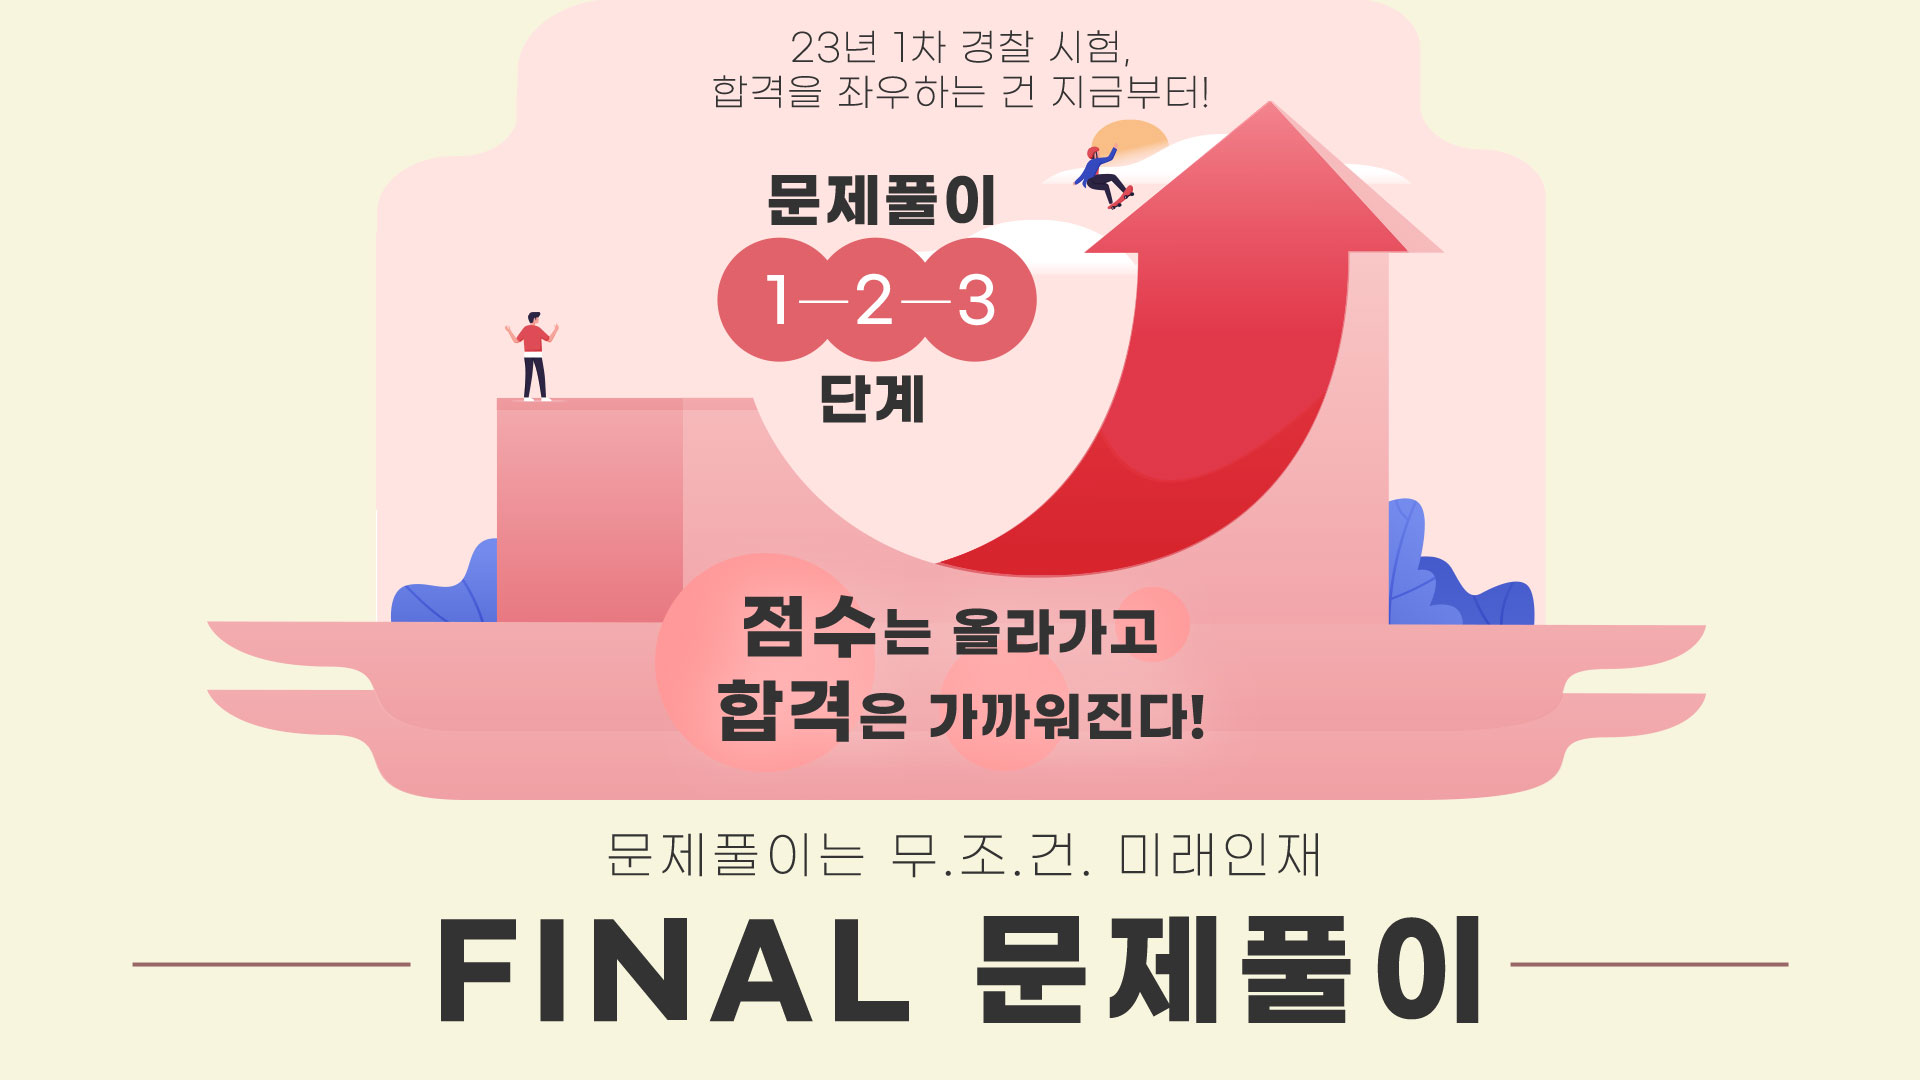 23년 1차 경찰 시험,
합격을 좌우하는 건 지금부터!
문제풀이
1—2—3
단계
점수는 올라가고
합격은 가까워진다!
문제풀이는 무.조.건. 미래인재
FINAL 문제풀이